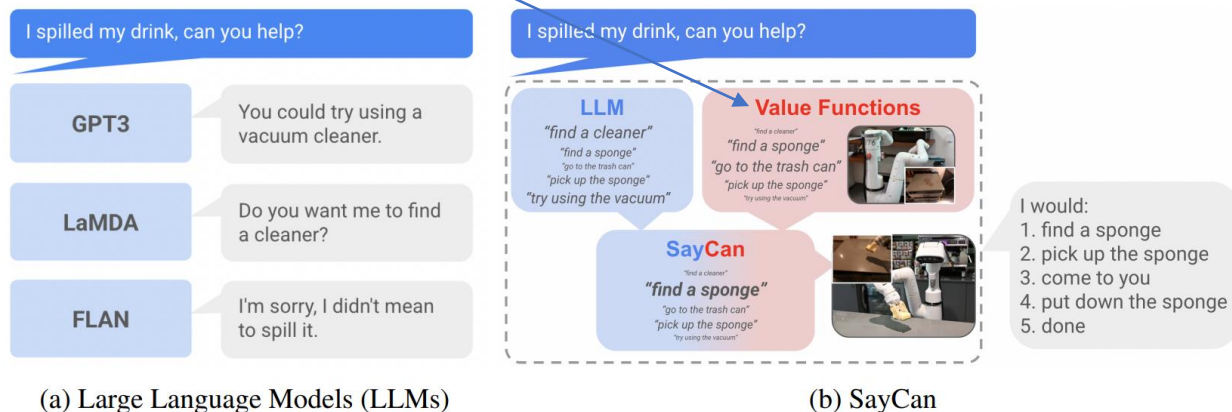 I spilled my drink, can you help?
GPT3
You could try using a
vacuum cleaner.
LaMDA
Do you want me to find
a cleaner?
FLAN
I'm sorry, I didn't mean
to spill it.
(a) Large Language Models (LLMs)
I spilled my drink, can you help?
LLM
“find a cleaner”
“find a sponge”
“go to the trash can”
“pick up the sponge”
“try using the vacuum”
Value Functions
“find a cleaner”
“find a sponge”
“go to the trash can”
“pick up the sponge”
“try using the vacuum”
SayCan
“find a cleaner”
“find a sponge”
“go to the trash can”
“pick up the sponge”
“try using the vacuum”
I would:
1. find a sponge
2. pick up the sponge
3. come to you
4. put down the sponge
5. done
(b) SayCan